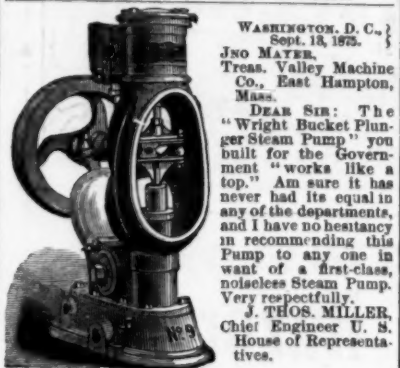 WASHINGTON, D. C., }
Sept. 13, 1875. }
JNO MAYER,
Treas. Valley Machine
Co., East Hampton,
Mass.
DEAR SIR: The
"Wright Bucket Plun-
ger Steam Pump" you
built for the Govern-
ment "works like a
top." Am sure it has
never had its equal in
any of the departments,
and I have no hesitancy
in recommending this
Pump to any one in
want of a first-class,
noiseless Steam Pump.
Very respectfully.
J. THOS. MILLER,
Chief Engineer U. S.
House of Representa-
tives.
No 9